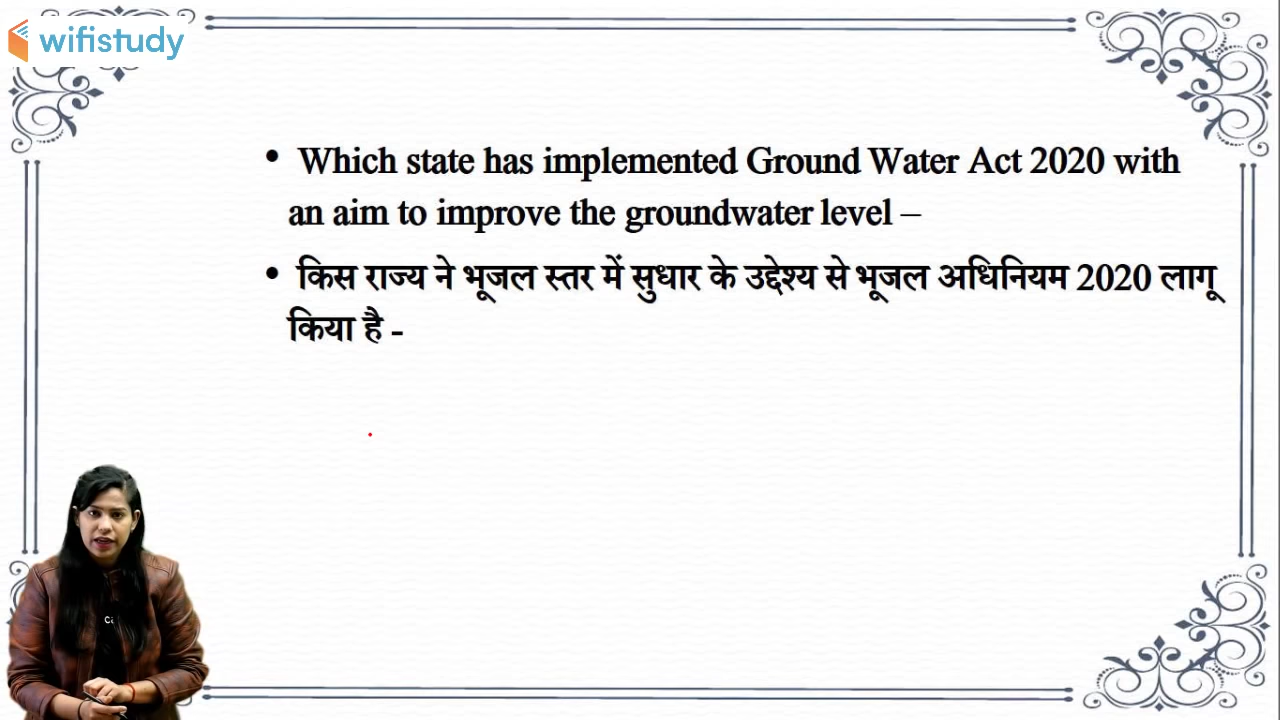 wifistudy
• Which state has implemented Ground Water Act 2020 with
an aim to improve the groundwater level –
• किस राज्य ने भूजल स्तर में सुधार के उद्देश्य से भूजल अधिनियम 2020 लागू
किया है -